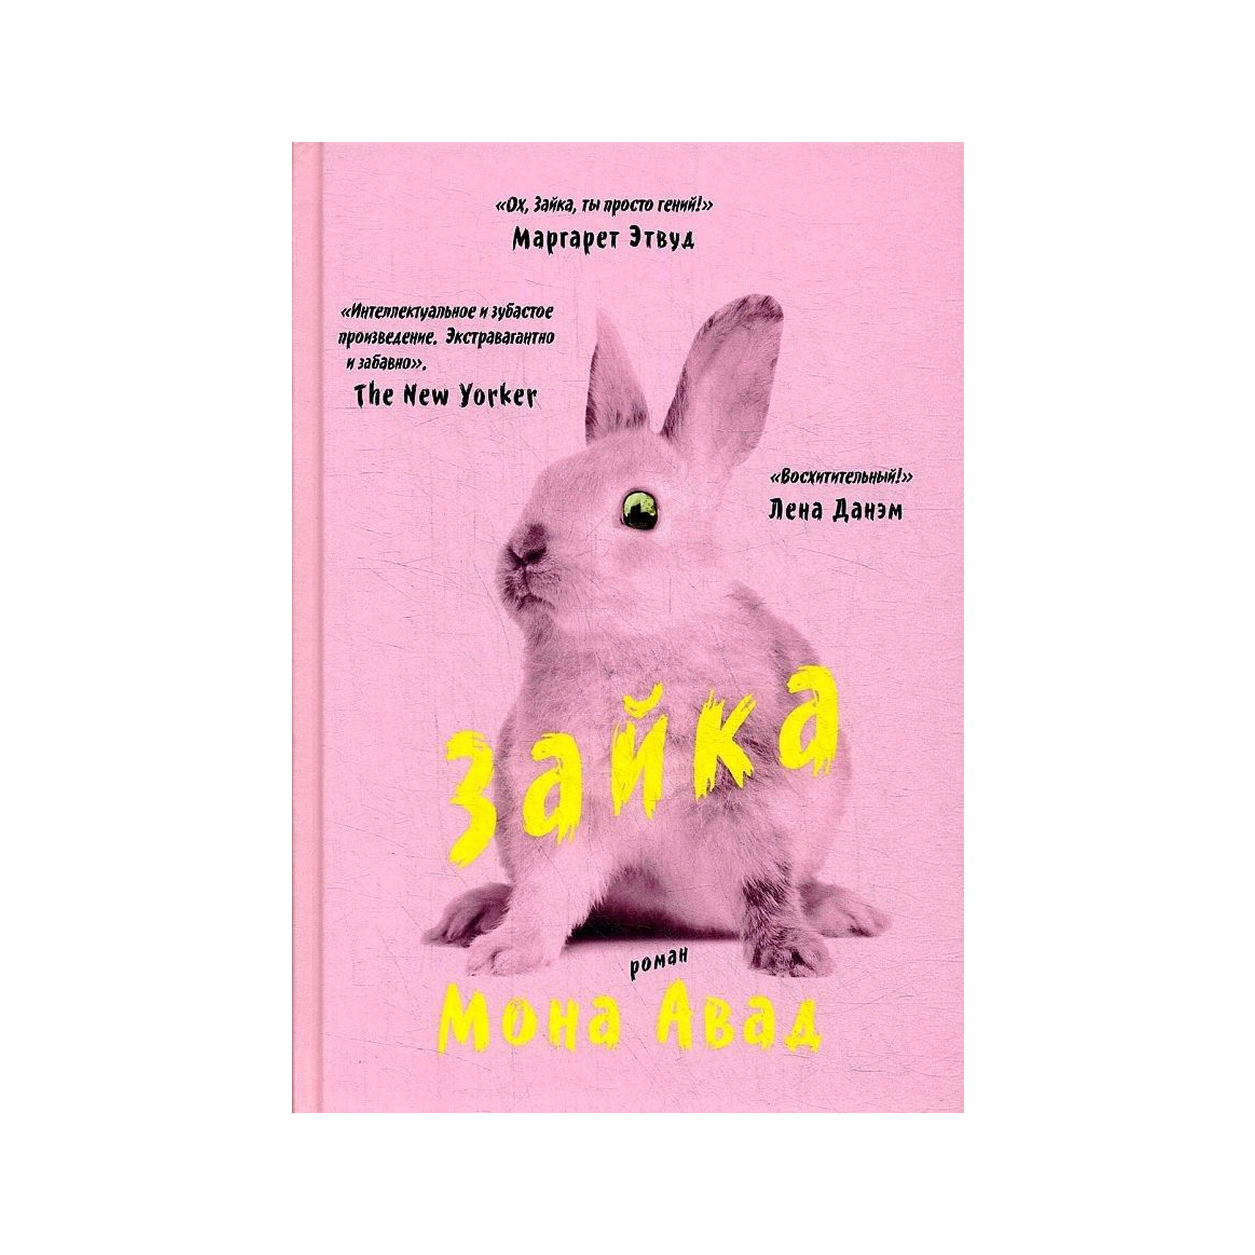 «Ох, Зайка, ты просто гений!»
Маргарет Этвуд
«Интеллектуальное и зубастое
произведение. Экстравагантно
и забавно».
The New Yorker
«Восхитительный!»
Лена Данэм
Зайка
роман
Мона Авад